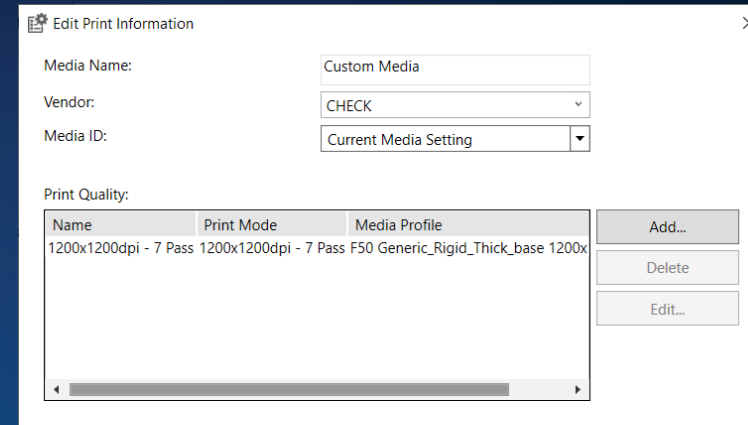 Edit Print Information
Media Name: Custom Media
Vendor: CHECK
Media ID: Current Media Setting
Print Quality:
Name Print Mode Media Profile
1200x1200dpi - 7 Pass 1200x1200dpi - 7 Pass F50 Generic_Rigid_Thick_base 1200x
Add...
Delete
Edit...